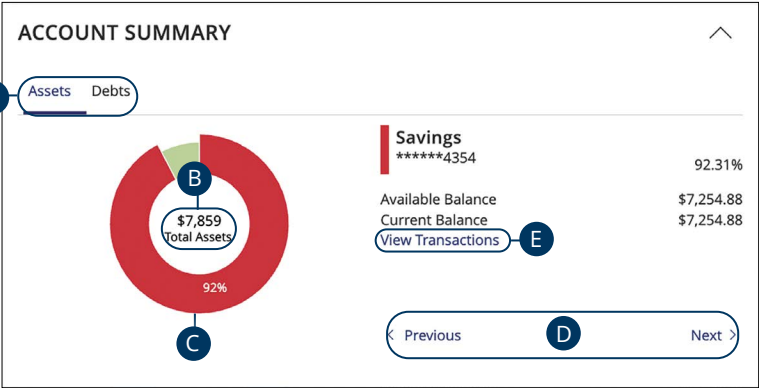 ACCOUNT SUMMARY
Assets Debts
Savings
******4354
92.31%
B
$7,859
Total Assets
92%
C
Available Balance $7,254.88
Current Balance $7,254.88
View Transactions E
< Previous D Next >